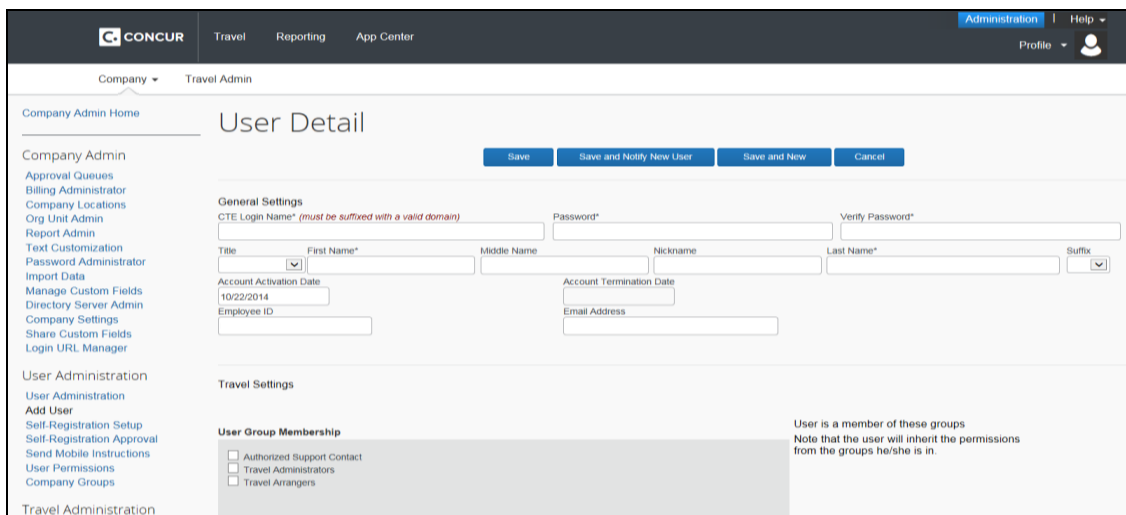 Administration | Help
C. CONCUR Travel Reporting App Center
Profile
Company Travel Admin
Company Admin Home
User Detail
Save Save and Notify New User Save and New Cancel
Company Admin
Approval Queues
Billing Administrator
Company Locations
Org Unit Admin
Report Admin
Text Customization
Password Administrator
Import Data
Manage Custom Fields
Directory Server Admin
Company Settings
Share Custom Fields
Login URL Manager
User Administration
User Administration
Add User
Self-Registration Setup
Self-Registration Approval
Send Mobile Instructions
User Permissions
Company Groups
Travel Administration
General Settings
CTE Login Name* (must be suffixed with a valid domain) Password* Verify Password*
Title First Name* Middle Name Nickname Last Name* Suffix
Account Activation Date Account Termination Date
10/22/2014
Employee ID Email Address
Travel Settings
User Group Membership
Authorized Support Contact
Travel Administrators
Travel Arrangers
User is a member of these groups
Note that the user will inherit the permissions
from the groups he/she is in.